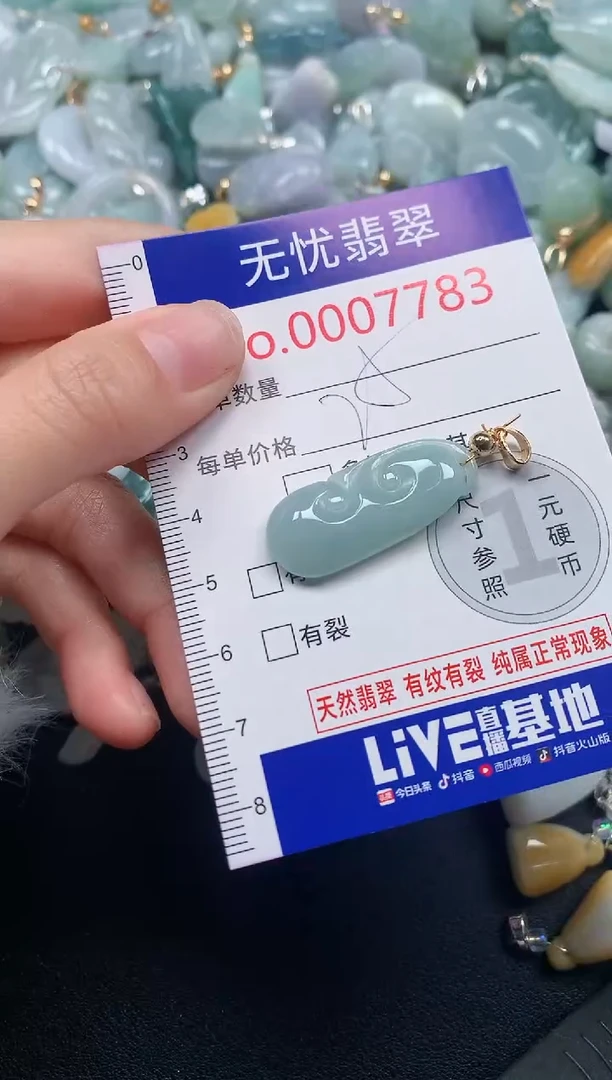 无忧翡翠
o.0007783
单数量
每单价格
一元硬币
尺寸参照
1
有裂
天然翡翠 有纹有裂 纯属正常现象
LiVE直播基地
今日头条 抖音 西瓜视频 抖音火山版
0
3
4
5
6
7
8